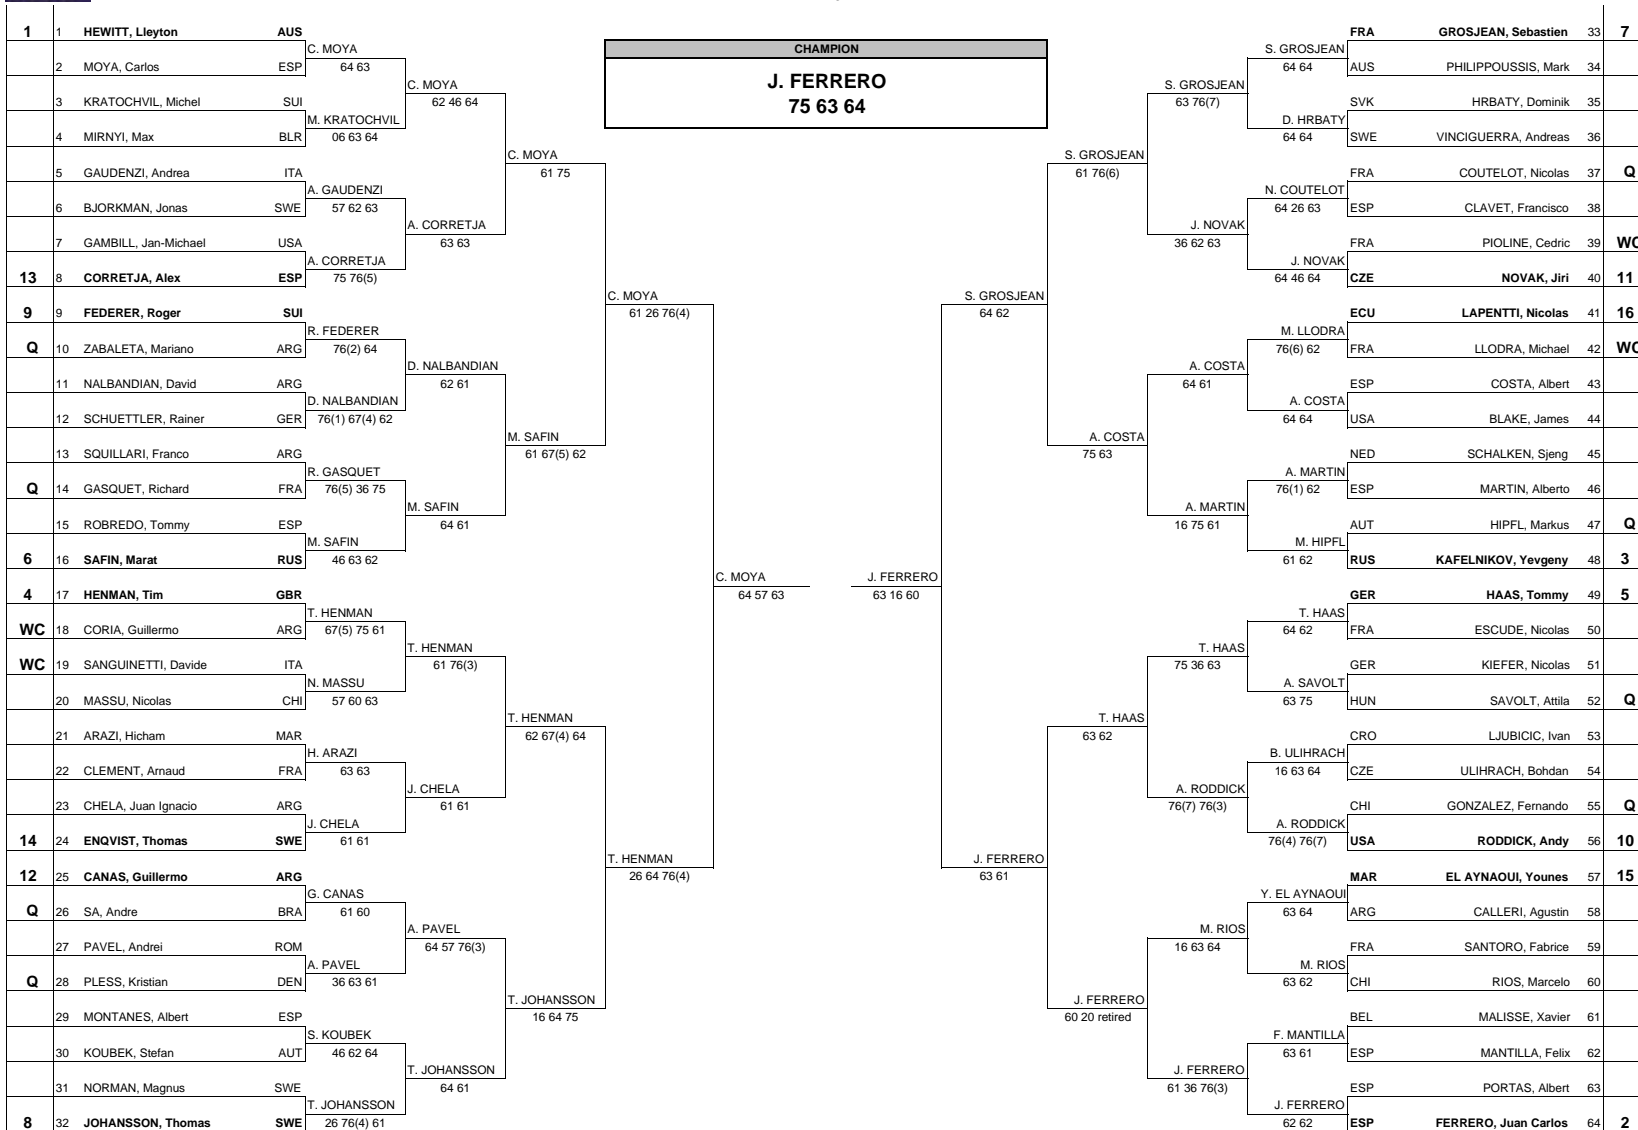 CHAMPION
J. FERRERO
75 63 64
1 1 HEWITT, Lleyton AUS
2 MOYA, Carlos ESP
3 KRATOCHVIL, Michel SUI
4 MIRNYI, Max BLR
5 GAUDENZI, Andrea ITA
6 BJORKMAN, Jonas SWE
7 GAMBILL, Jan-Michael USA
13 8 CORRETJA, Alex ESP
9 9 FEDERER, Roger SUI
Q 10 ZABALETA, Mariano ARG
11 NALBANDIAN, David ARG
12 SCHUETTLER, Rainer GER
13 SQUILLARI, Franco ARG
Q 14 GASQUET, Richard FRA
15 ROBREDO, Tommy ESP
6 16 SAFIN, Marat RUS
4 17 HENMAN, Tim GBR
WC 18 CORIA, Guillermo ARG
WC 19 SANGUINETTI, Davide ITA
20 MASSU, Nicolas CHI
21 ARAZI, Hicham MAR
22 CLEMENT, Arnaud FRA
23 CHELA, Juan Ignacio ARG
14 24 ENQVIST, Thomas SWE
12 25 CANAS, Guillermo ARG
Q 26 SA, Andre BRA
27 PAVEL, Andrei ROM
Q 28 PLESS, Kristian DEN
29 MONTANES, Albert ESP
30 KOUBEK, Stefan AUT
31 NORMAN, Magnus SWE
8 32 JOHANSSON, Thomas SWE
C. MOYA
64 63
M. KRATOCHVIL
06 63 64
A. GAUDENZI
57 62 63
A. CORRETJA
75 76(5)
R. FEDERER
76(2) 64
D. NALBANDIAN
76(1) 67(4) 62
R. GASQUET
76(5) 36 75
M. SAFIN
46 63 62
T. HENMAN
67(5) 75 61
N. MASSU
57 60 63
H. ARAZI
63 63
J. CHELA
61 61
G. CANAS
61 60
A. PAVEL
36 63 61
S. KOUBEK
46 62 64
T. JOHANSSON
26 76(4) 61
C. MOYA
62 46 64
A. CORRETJA
63 63
D. NALBANDIAN
62 61
M. SAFIN
64 61
T. HENMAN
61 76(3)
J. CHELA
61 61
A. PAVEL
64 57 76(3)
T. JOHANSSON
64 61
C. MOYA
61 75
M. SAFIN
61 67(5) 62
T. HENMAN
62 67(4) 64
T. JOHANSSON
16 64 75
C. MOYA
61 26 76(4)
T. HENMAN
26 64 76(4)
C. MOYA
64 57 63
J. FERRERO
63 16 60
S. GROSJEAN
64 62
J. FERRERO
63 61
S. GROSJEAN
61 76(6)
A. COSTA
75 63
T. HAAS
63 62
J. FERRERO
60 20 retired
S. GROSJEAN
63 76(7)
J. NOVAK
36 62 63
A. COSTA
64 61
A. MARTIN
16 75 61
T. HAAS
75 36 63
A. RODDICK
76(7) 76(3)
M. RIOS
16 63 64
J. FERRERO
61 36 76(3)
S. GROSJEAN
64 64
D. HRBATY
64 64
N. COUTELOT
64 26 63
J. NOVAK
64 46 64
M. LLODRA
76(6) 62
A. COSTA
64 64
A. MARTIN
76(1) 62
M. HIPFL
61 62
T. HAAS
64 62
A. SAVOLT
63 75
B. ULIHRACH
16 63 64
A. RODDICK
76(4) 76(7)
Y. EL AYNAOUI
63 64
M. RIOS
63 62
F. MANTILLA
63 61
J. FERRERO
62 62
FRA GROSJEAN, Sebastien 33 7
AUS PHILIPPOUSSIS, Mark 34
SVK HRBATY, Dominik 35
SWE VINCIGUERRA, Andreas 36
FRA COUTELOT, Nicolas 37 Q
ESP CLAVET, Francisco 38
FRA PIOLINE, Cedric 39 WC
CZE NOVAK, Jiri 40 11
ECU LAPENTTI, Nicolas 41 16
FRA LLODRA, Michael 42 WC
ESP COSTA, Albert 43
USA BLAKE, James 44
NED SCHALKEN, Sjeng 45
ESP MARTIN, Alberto 46
AUT HIPFL, Markus 47 Q
RUS KAFELNIKOV, Yevgeny 48 3
GER HAAS, Tommy 49 5
FRA ESCUDE, Nicolas 50
GER KIEFER, Nicolas 51
HUN SAVOLT, Attila 52 Q
CRO LJUBICIC, Ivan 53
CZE ULIHRACH, Bohdan 54
CHI GONZALEZ, Fernando 55 Q
USA RODDICK, Andy 56 10
MAR EL AYNAOUI, Younes 57 15
ARG CALLERI, Agustin 58
FRA SANTORO, Fabrice 59
CHI RIOS, Marcelo 60
BEL MALISSE, Xavier 61
ESP MANTILLA, Felix 62
ESP PORTAS, Albert 63
ESP FERRERO, Juan Carlos 64 2